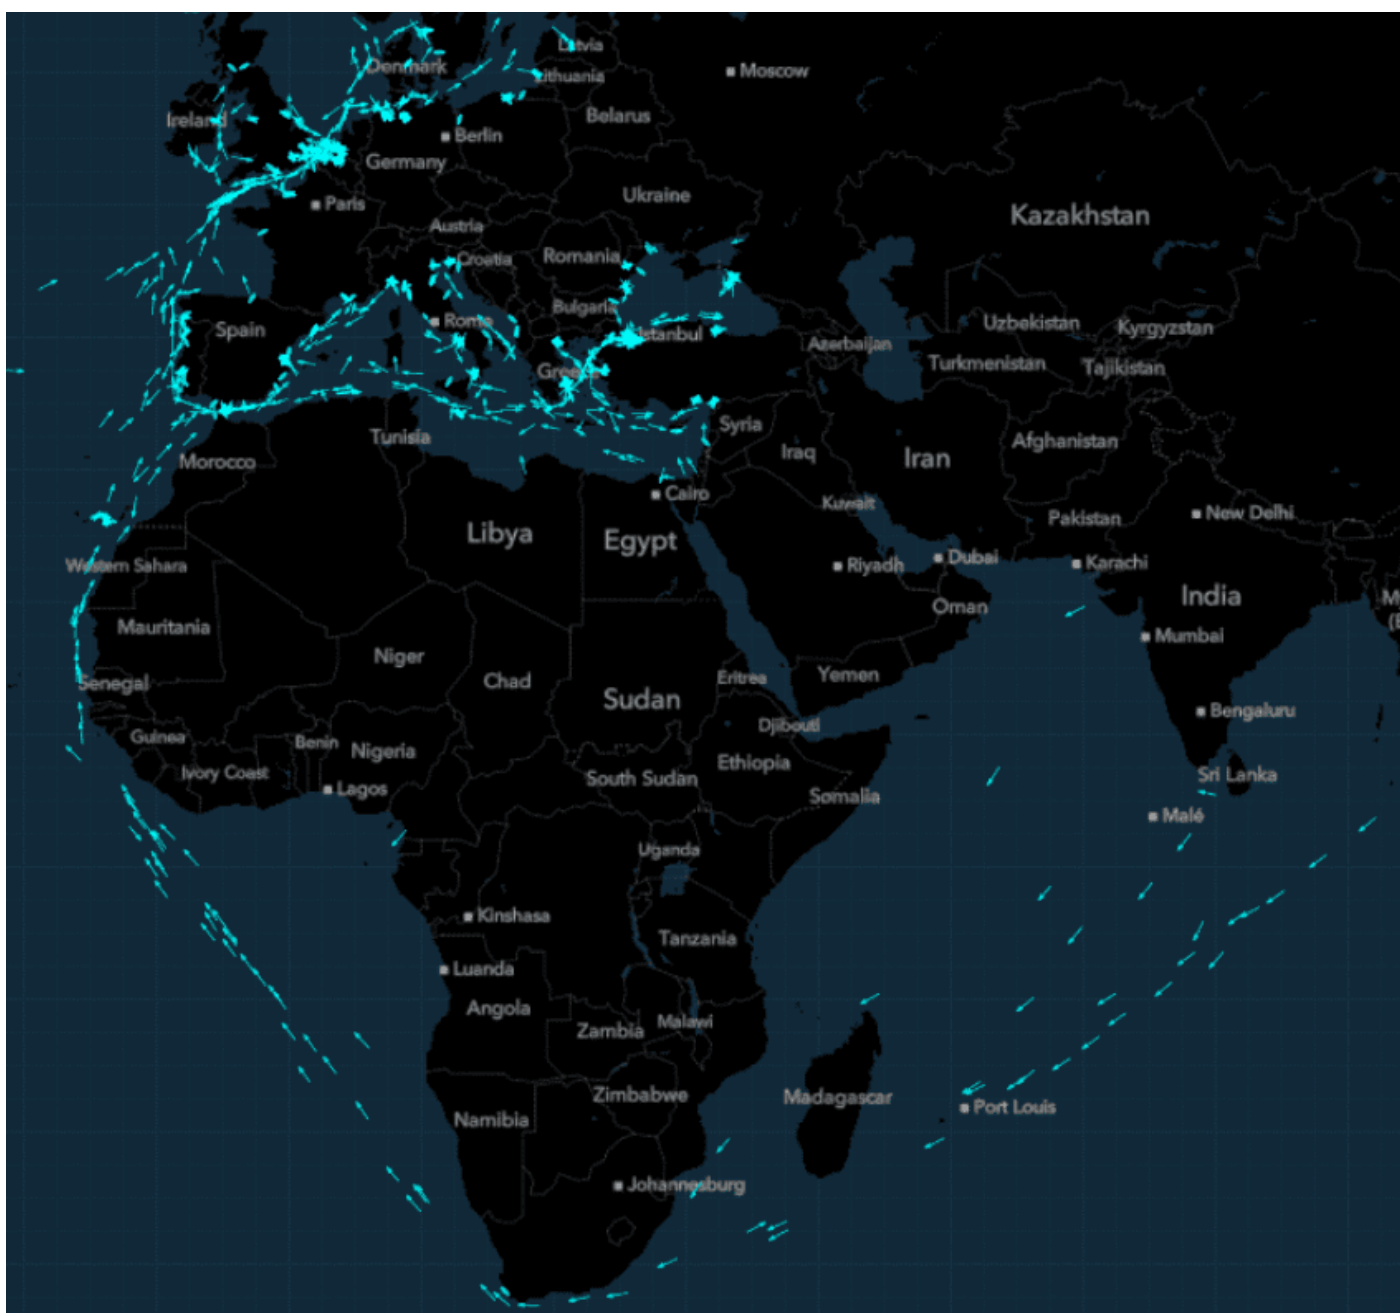 Latvia
Moscow
Denmark
Lithuania
Ireland
Belarus
Berlin
Germany
Ukraine
Paris
Kazakhstan
Austria
Croatia
Romania
Bulgaria
Rome
Spain
Istanbul
Uzbekistan
Kyrgyzstan
Azerbaijan
Turkmenistan
Tajikistan
Greece
Syria
Tunisia
Afghanistan
Iraq
Iran
Morocco
Cairo
Kuwait
New Delhi
Pakistan
Libya
Egypt
Dubai
Karachi
Western Sahara
Riyadh
India
Oman
M
(B
Mauritania
Mumbai
Niger
Yemen
Senegal
Chad
Eritrea
Sudan
Bengaluru
Djibouti
Guinea
Benin
Nigeria
Ethiopia
Ivory Coast
South Sudan
Sri Lanka
Lagos
Somalia
Malé
Uganda
Kinshasa
Tanzania
Luanda
Angola
Malawi
Zambia
Zimbabwe
Madagascar
Port Louis
Namibia
Johannesburg